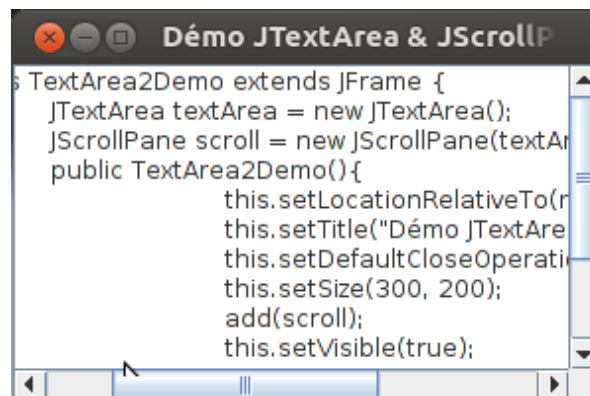 Démo JTextArea & JScrollP
s TextArea2Demo extends JFrame {
JTextArea textArea = new JTextArea();
JScrollPane scroll = new JScrollPane(textAr
public TextArea2Demo(){
this.setLocationRelativeTo(n
this.setTitle("Démo JTextAre
this.setDefaultCloseOperati
this.setSize(300, 200);
add(scroll);
this.setVisible(true);